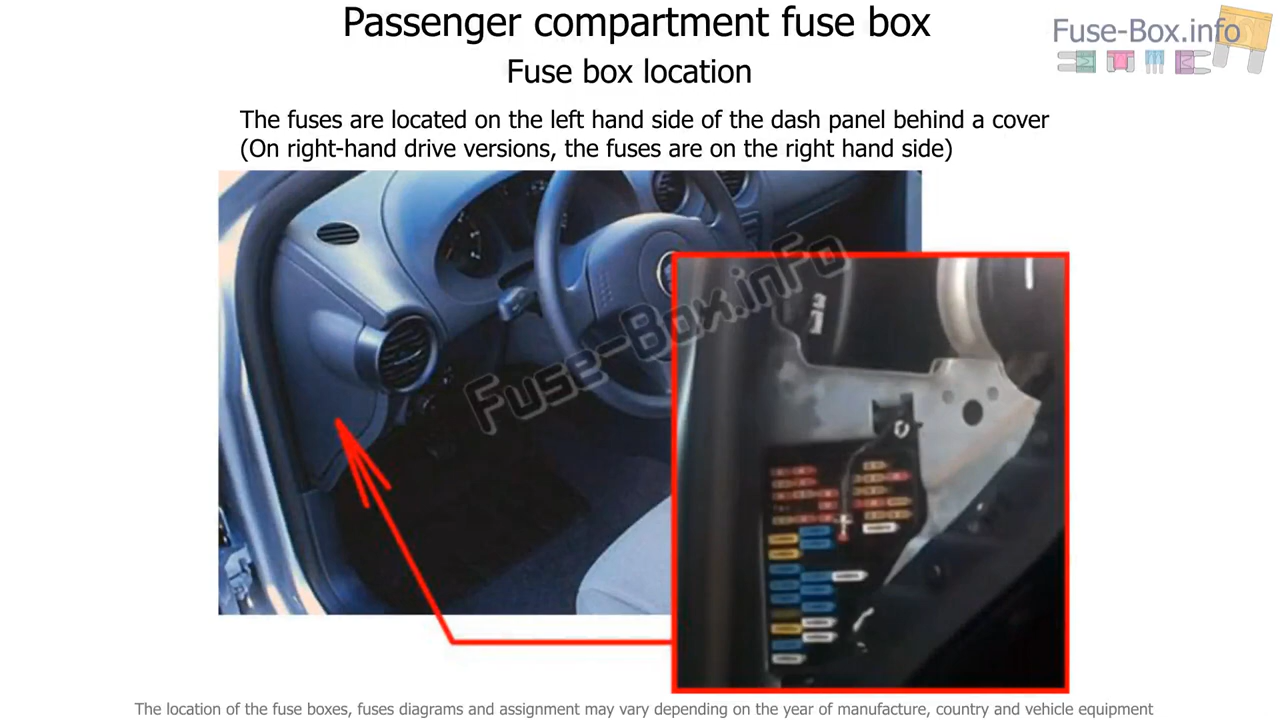 Passenger compartment fuse box
Fuse-Box.info
Fuse box location
The fuses are located on the left hand side of the dash panel behind a cover
(On right-hand drive versions, the fuses are on the right hand side)
Fuse-Box.info
The location of the fuse boxes, fuses diagrams and assignment may vary depending on the year of manufacture, country and vehicle equipment